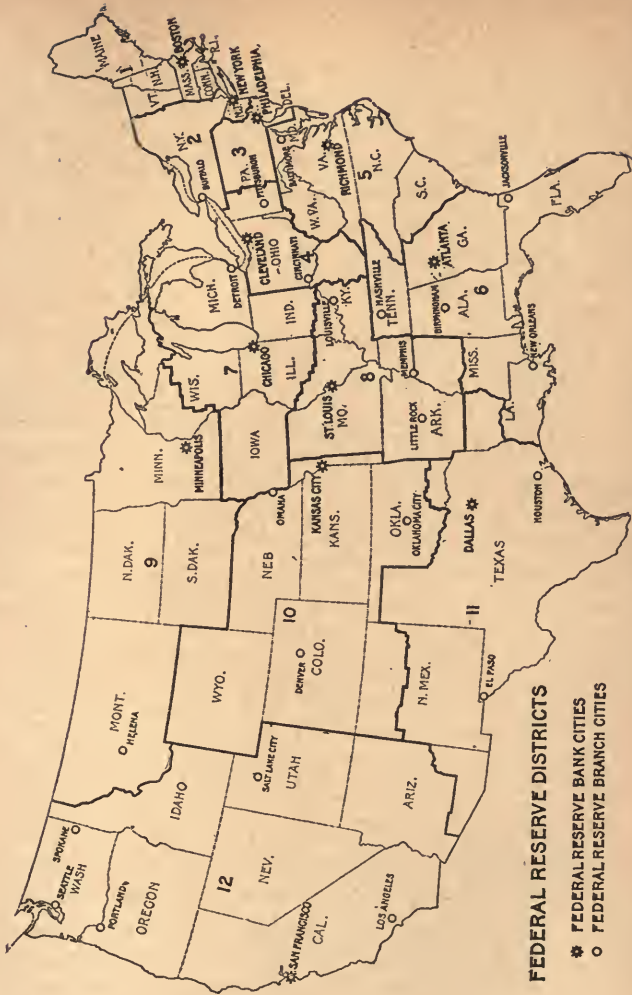 MAINE
1
VT.
N.H.
MASS.
BOSTON
CONN.
R.I.
N.Y.
2
BUFFALO
NEW YORK
N.J.
PHILADELPHIA.
PA.
3
PITTSBURGH
DEL.
MD.
BALTIMORE
W. VA.
VA.
RICHMOND
5
N.C.
S.C.
CLEVELAND
OHIO
CINCINNATI
4
MICH.
DETROIT
IND.
KY.
LOUISVILLE
NASHVILLE
TENN.
MEMPHIS
ATLANTA
GA.
BIRMINGHAM
ALA.
6
JACKSONVILLE
FLA.
MISS.
LA.
NEW ORLEANS
WIS.
7
CHICAGO
ILL.
IOWA
ST. LOUIS
MO.
8
LITTLE ROCK
ARK.
MINN.
MINNEAPOLIS
N. DAK.
9
S. DAK.
MONT.
HELENA
NEB
OMAHA
KANSAS CITY
KANS.
10
WYO.
DENVER
COLO.
OKLA.
OKLAHOMA CITY
DALLAS
TEXAS
11
HOUSTON
EL PASO
N. MEX.
ARIZ.
UTAH
SALT LAKE CITY
IDAHO
SPOKANE
SEATTLE
WASH
PORTLAND
OREGON
12
NEV.
SAN FRANCISCO
CAL.
LOS ANGELES
FEDERAL RESERVE DISTRICTS
FEDERAL RESERVE BANK CITIES
FEDERAL RESERVE BRANCH CITIES